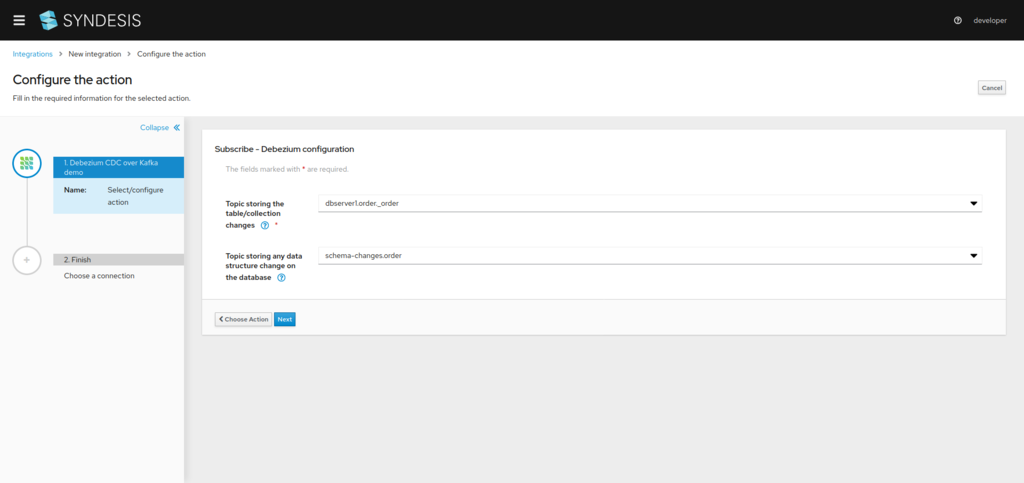 SYNDESIS
developer
Integrations > New integration > Configure the action
Configure the action
Fill in the required information for the selected action.
Cancel
Collapse
1. Debezium CDC over Kafka
demo
Name: Select/configure
action
2. Finish
Choose a connection
Subscribe - Debezium configuration
The fields marked with * are required.
Topic storing the
table/collection
changes *
dbserver1.order._order
Topic storing any data
structure change on
the database
schema-changes.order
Choose Action
Next